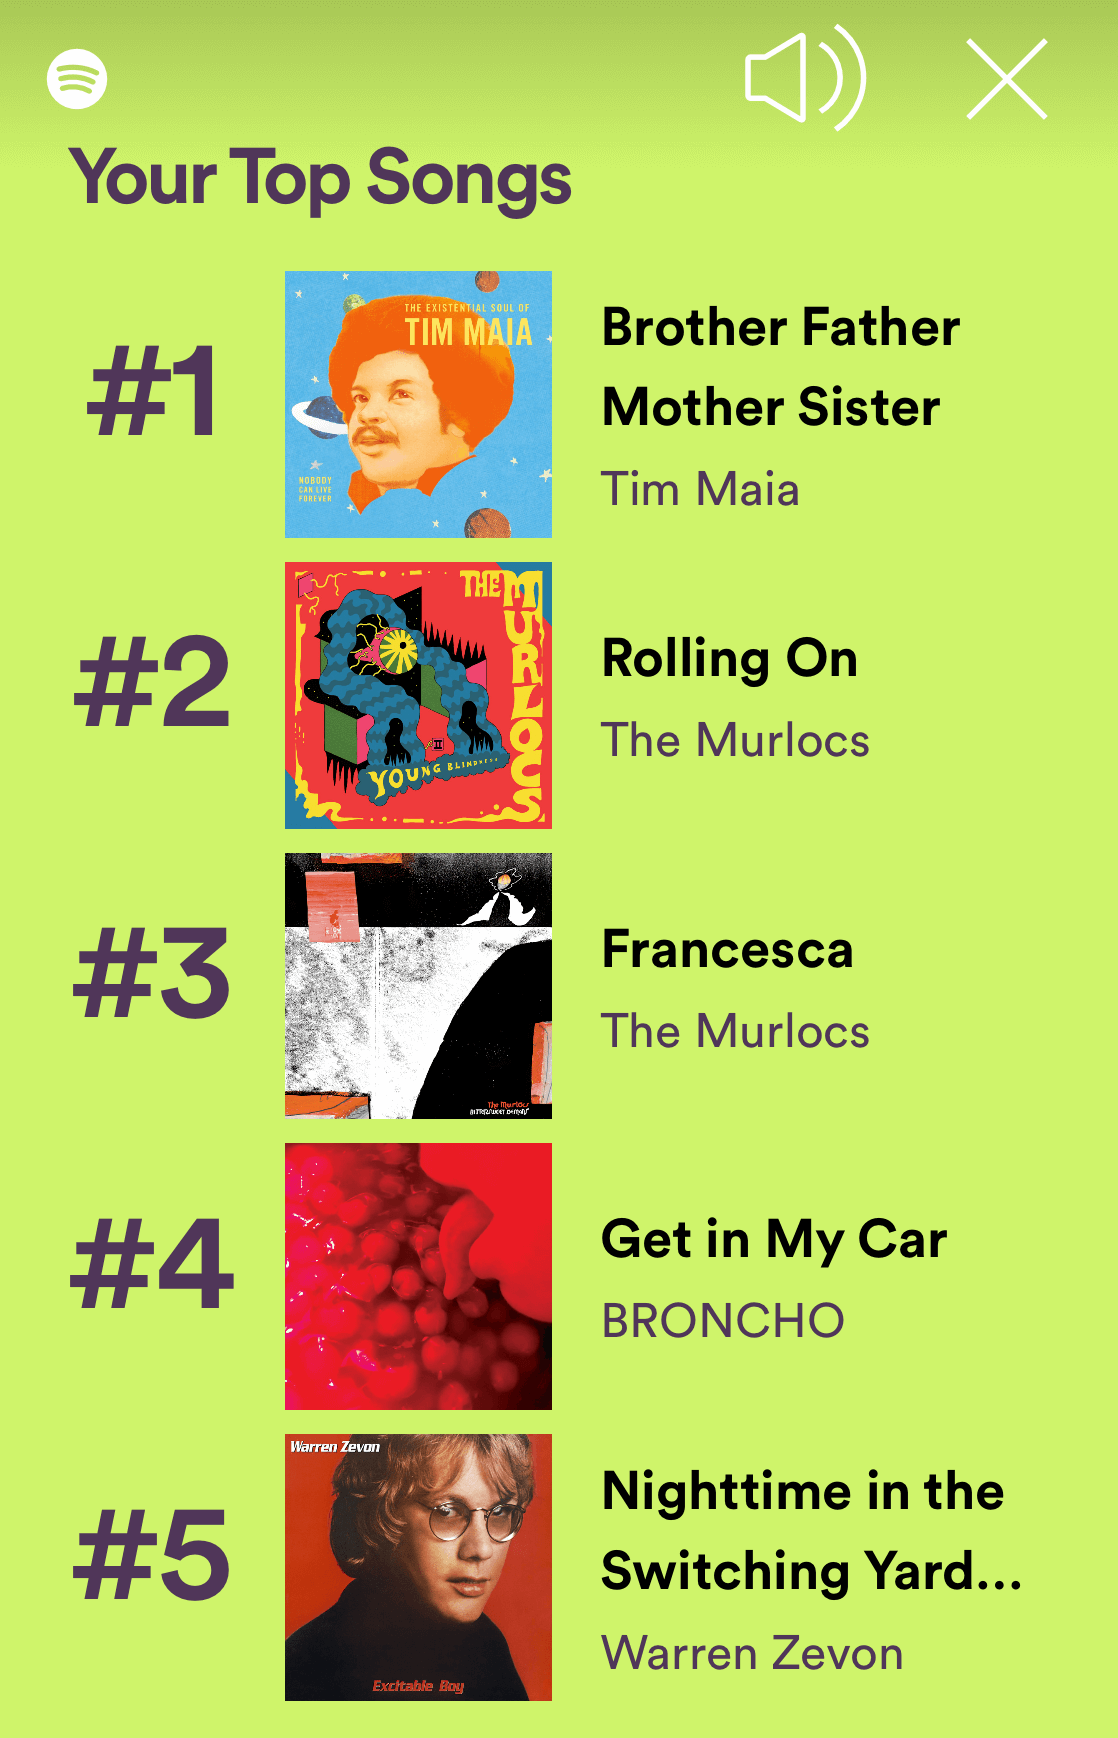 Your Top Songs
#1
THE EXISTENTIAL SOUL OF
TIM MAIA
NOBODY
CAN LIVE
FOREVER
Brother Father
Mother Sister
Tim Maia
#2
THE MURLOCS
YOUNG BLINDNESS
Rolling On
The Murlocs
#3
The Murlocs
BITTERSWEET DEMONS
Francesca
The Murlocs
#4
Get in My Car
BRONCHO
#5
Warren Zevon
Excitable Boy
Nighttime in the
Switching Yard...
Warren Zevon